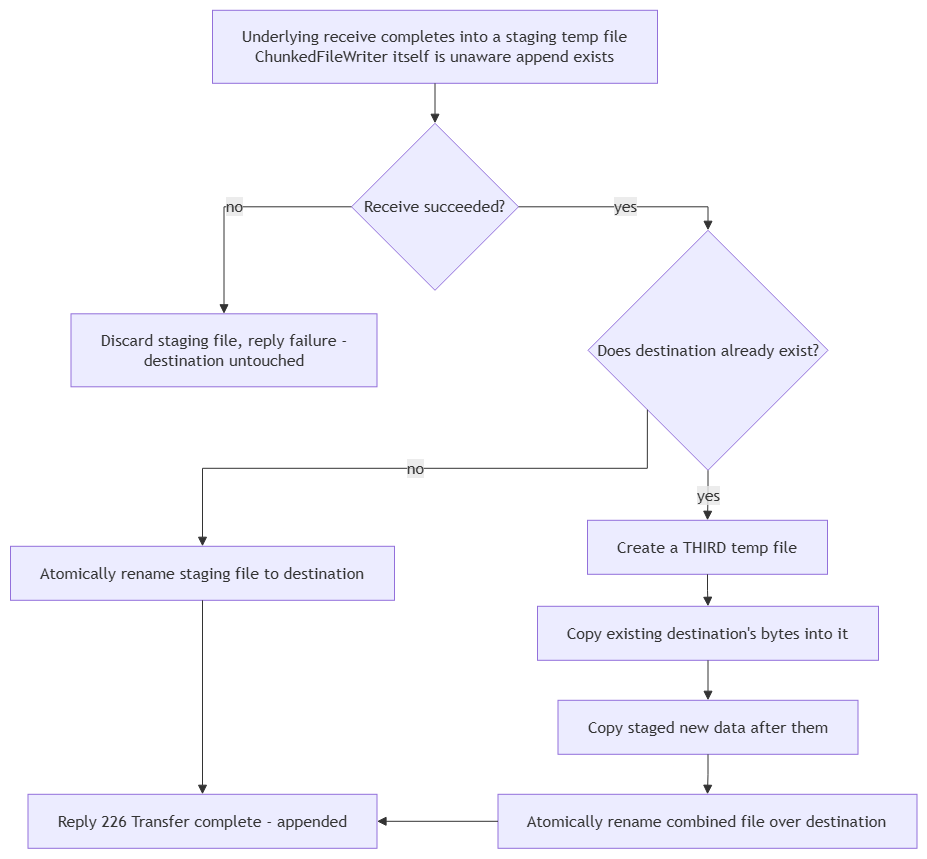 Underlying receive completes into a staging temp file
ChunkedFileWriter itself is unaware append exists
Receive succeeded?
no
yes
Discard staging file, reply failure -
destination untouched
Does destination already exist?
no
yes
Create a THIRD temp file
Atomically rename staging file to destination
Copy existing destination's bytes into it
Copy staged new data after them
Reply 226 Transfer complete - appended
Atomically rename combined file over destination